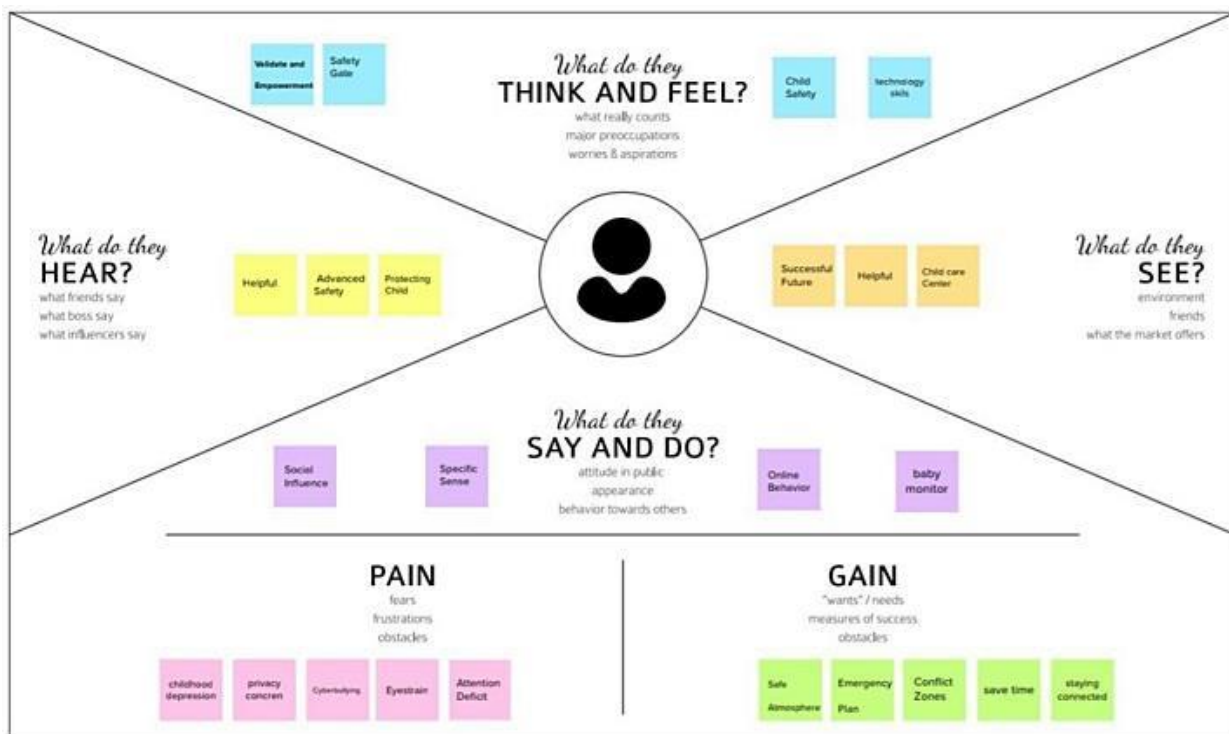 Velidate and
Empowerment
Safety
Gate
What do they
THINK AND FEEL?
what really counts
major preoccupations
worries & aspirations
Child
Safety
technology
skils
What do they
HEAR?
what friends say
what boss say
what influencers say
Helpful
Advanced
Safety
Protecting
Child
Successful
Future
Helpful
Child care
Center
What do they
SEE?
environment
friends
what the market offers
Social
Influence
Specific
Sense
What do they
SAY AND DO?
attitude in public
appearance
behavior towards others
Online
Behavior
baby
monitor
PAIN
fears
frustrations
obstacles
childhood
depression
privacy
concren
Cyberbullying
Eyestrain
Attention
Deficit
GAIN
"wants" / needs
measures of success
obstacles
Safe
Atmosphere
Emergency
Plan
Conflict
Zones
save time
staying
connected